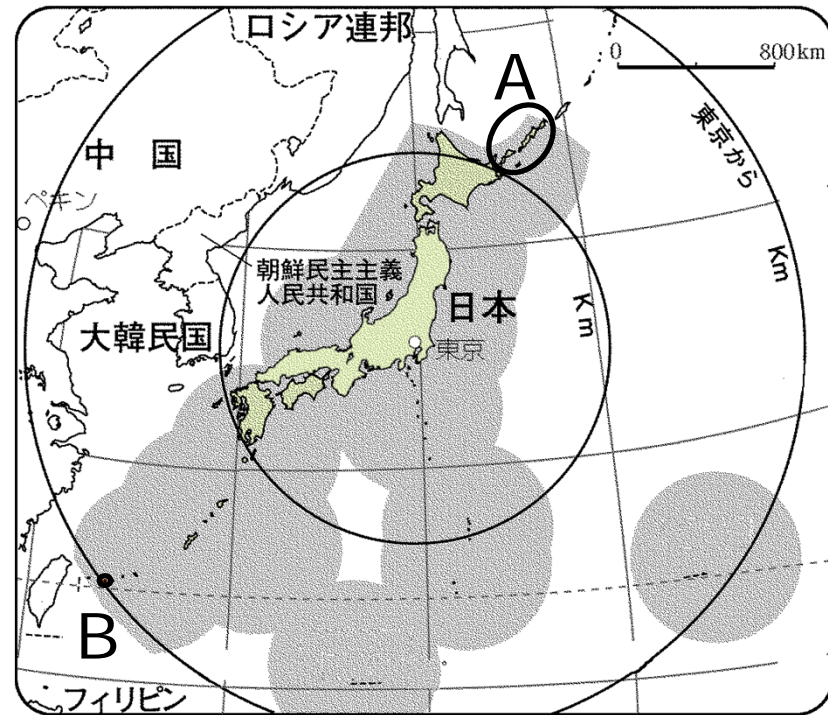 ロシア連邦
0 800km
A
東京から
中 国
ペキン
Km
朝鮮民主主義
人民共和国
日本
Km
大韓民国
東京
B
フィリピン